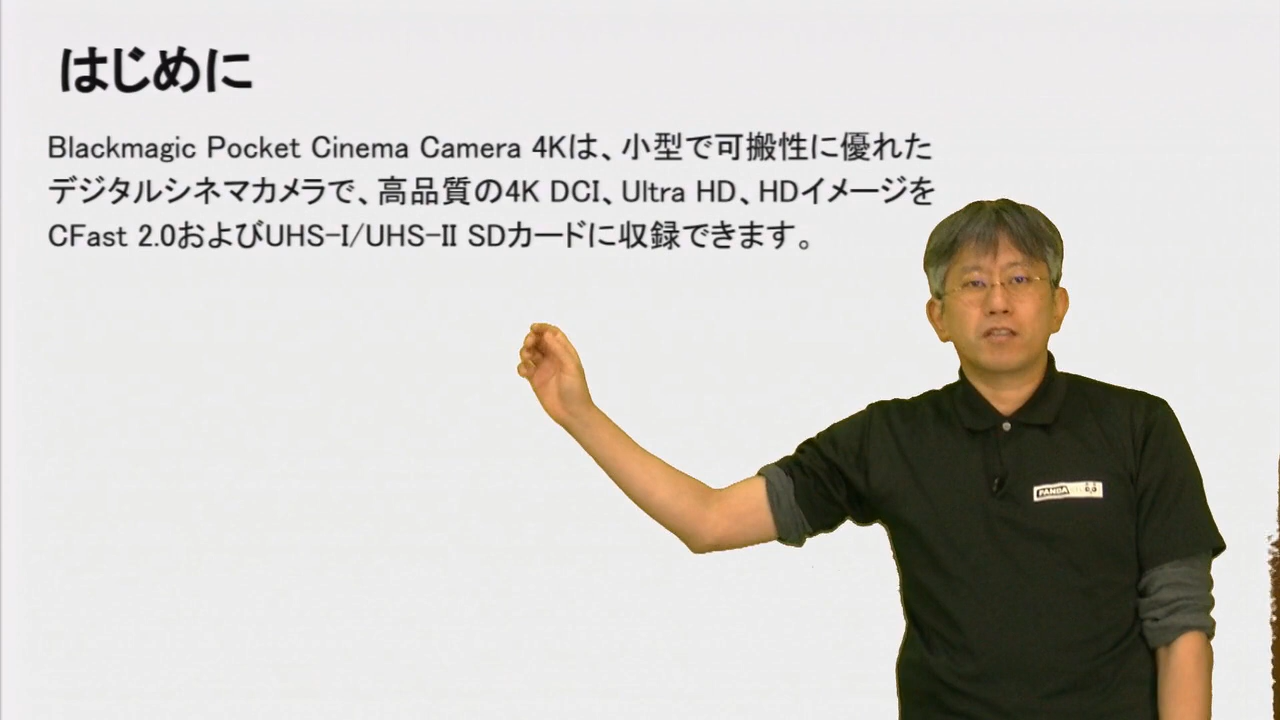 はじめに
Blackmagic Pocket Cinema Camera 4Kは、小型で可搬性に優れた
デジタルシネマカメラで、高品質の4K DCI、Ultra HD、HDイメージを
CFast 2.0およびUHS-I/UHS-II SDカードに収録できます。
PANDA